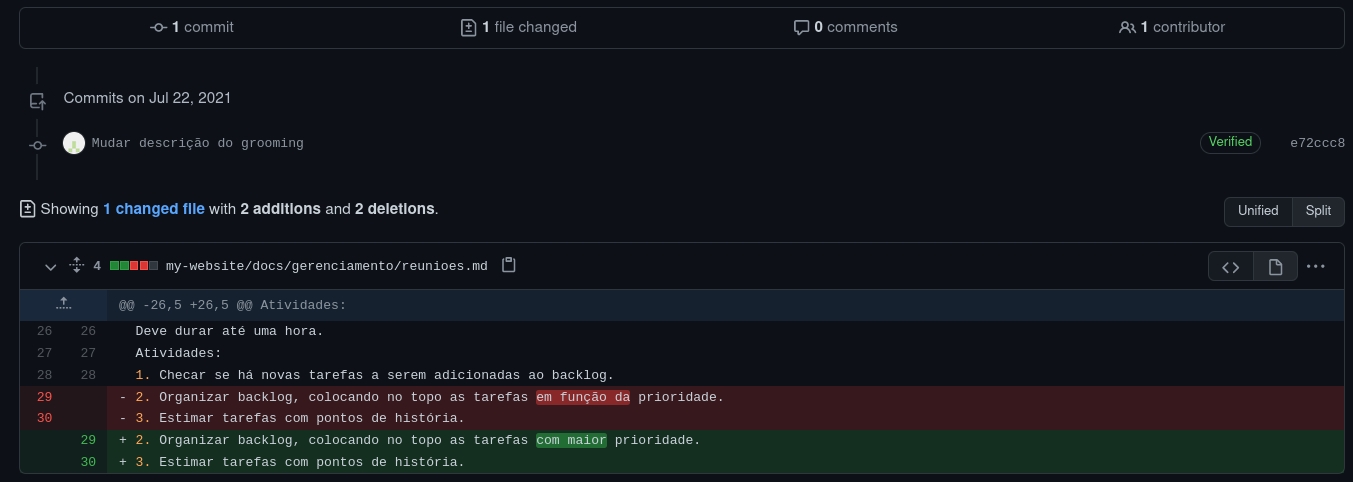 1 commit
1 file changed
0 comments
1 contributor
Commits on Jul 22, 2021
Mudar descrição do grooming Verified e72ccc8
Showing 1 changed file with 2 additions and 2 deletions.
Unified Split
4 my-website/docs/gerenciamento/reunioes.md
@@ -26,5 +26,5 @@ Atividades:
26 26 Deve durar até uma hora.
27 27 Atividades:
28 28 1. Checar se há novas tarefas a serem adicionadas ao backlog.
29 - 2. Organizar backlog, colocando no topo as tarefas em função da prioridade.
30 - 3. Estimar tarefas com pontos de história.
29 + 2. Organizar backlog, colocando no topo as tarefas com maior prioridade.
30 + 3. Estimar tarefas com pontos de história.